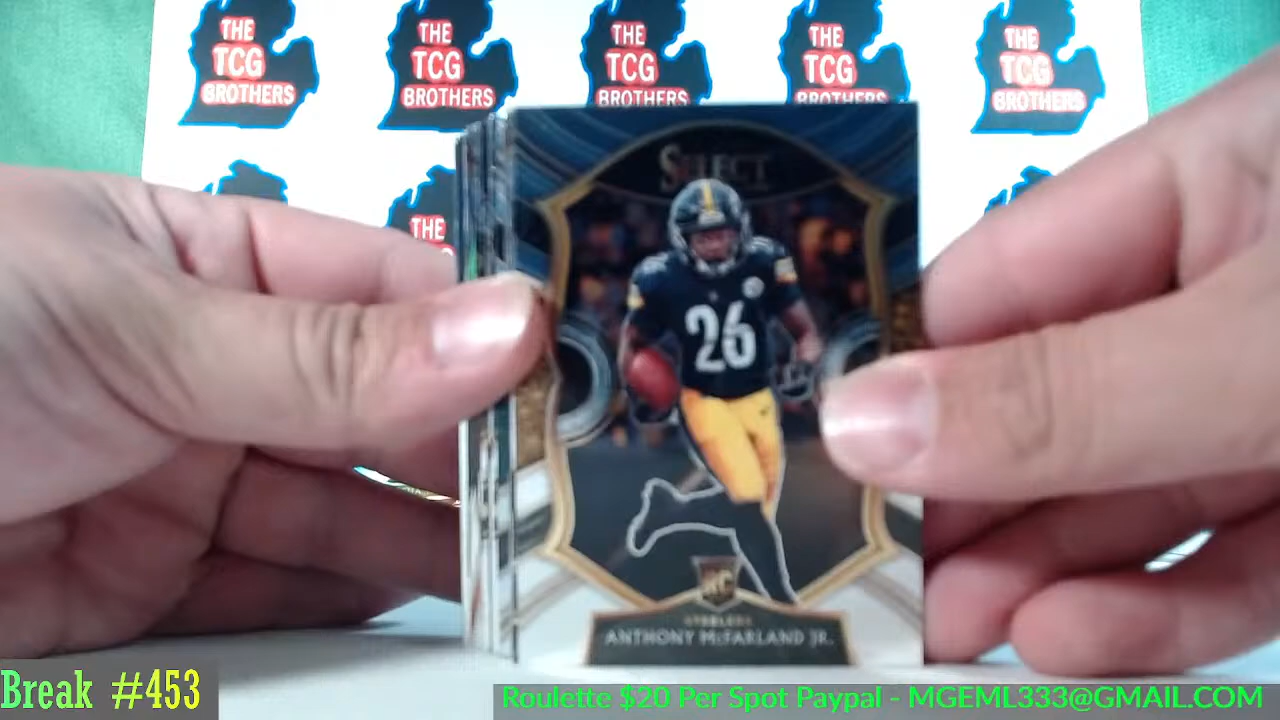 THE
TCG
BROTHERS
THE
TCG
BROTHERS
THE
TCG
BROTHERS
THE
TCG
BROTHERS
THE
TCG
BROTHERS
THE
SELECT
26
RC
STEELERS
ANTHONY McFARLAND JR.
Break #453
Roulette $20 Per Spot Paypal - MGEML333@GMAIL.COM